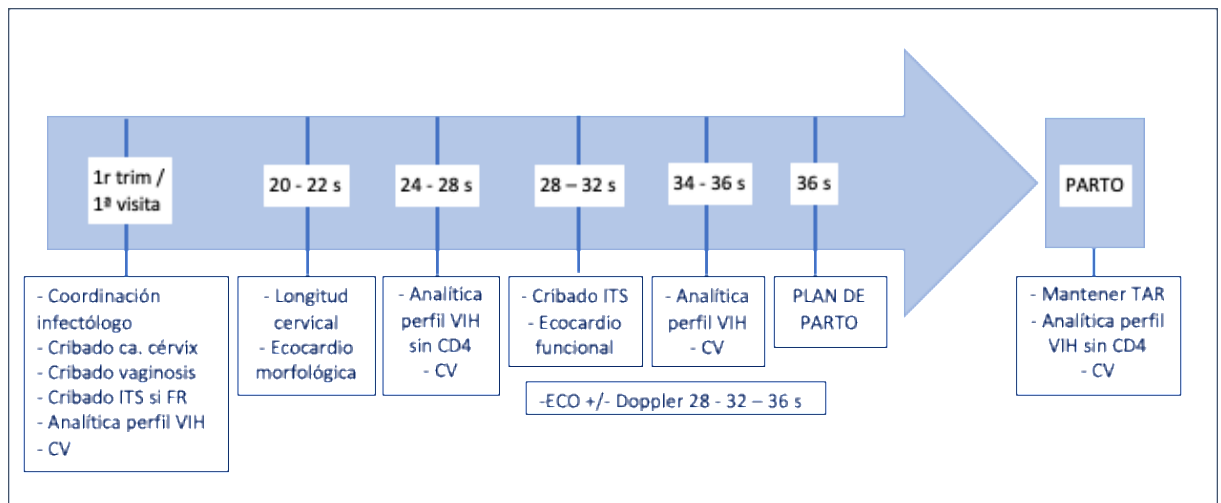 1r trim /
1ª visita
20 - 22 s
24 - 28 s
28 – 32 s
34 - 36 s
36 s
PARTO
- Coordinación
infectólogo
- Cribado ca. cérvix
- Cribado vaginosis
- Cribado ITS si FR
- Analítica perfil VIH
- CV
- Longitud
cervical
- Ecocardio
morfológica
- Analítica
perfil VIH
sin CD4
- CV
- Cribado ITS
- Ecocardio
funcional
- Analítica
perfil VIH
- CV
PLAN DE
PARTO
- Mantener TAR
- Analítica perfil
VIH sin CD4
- CV
-ECO +/- Doppler 28 - 32 – 36 s